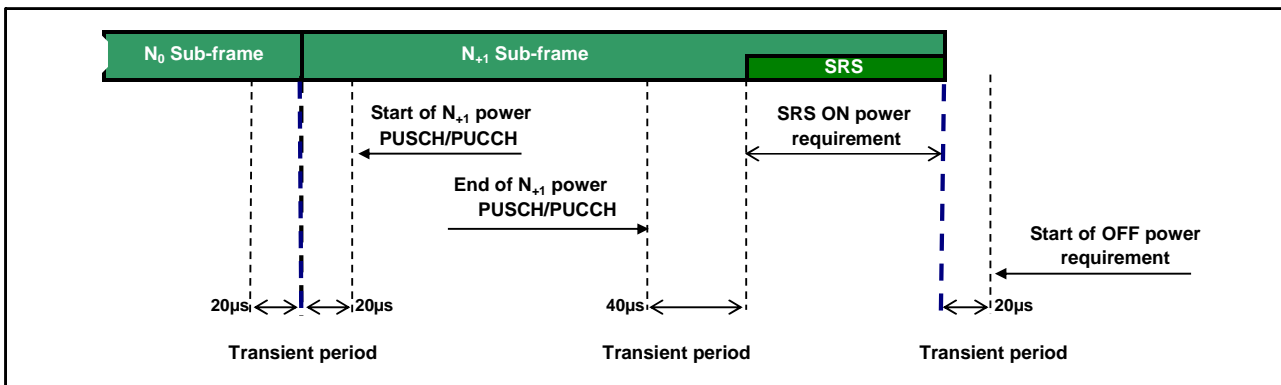 N₀ Sub-frame
N₊₁ Sub-frame
SRS
Start of N₊₁ power
PUSCH/PUCCH
SRS ON power
requirement
End of N₊₁ power
PUSCH/PUCCH
Start of OFF power
requirement
20µs
20µs
40µs
20µs
Transient period
Transient period
Transient period